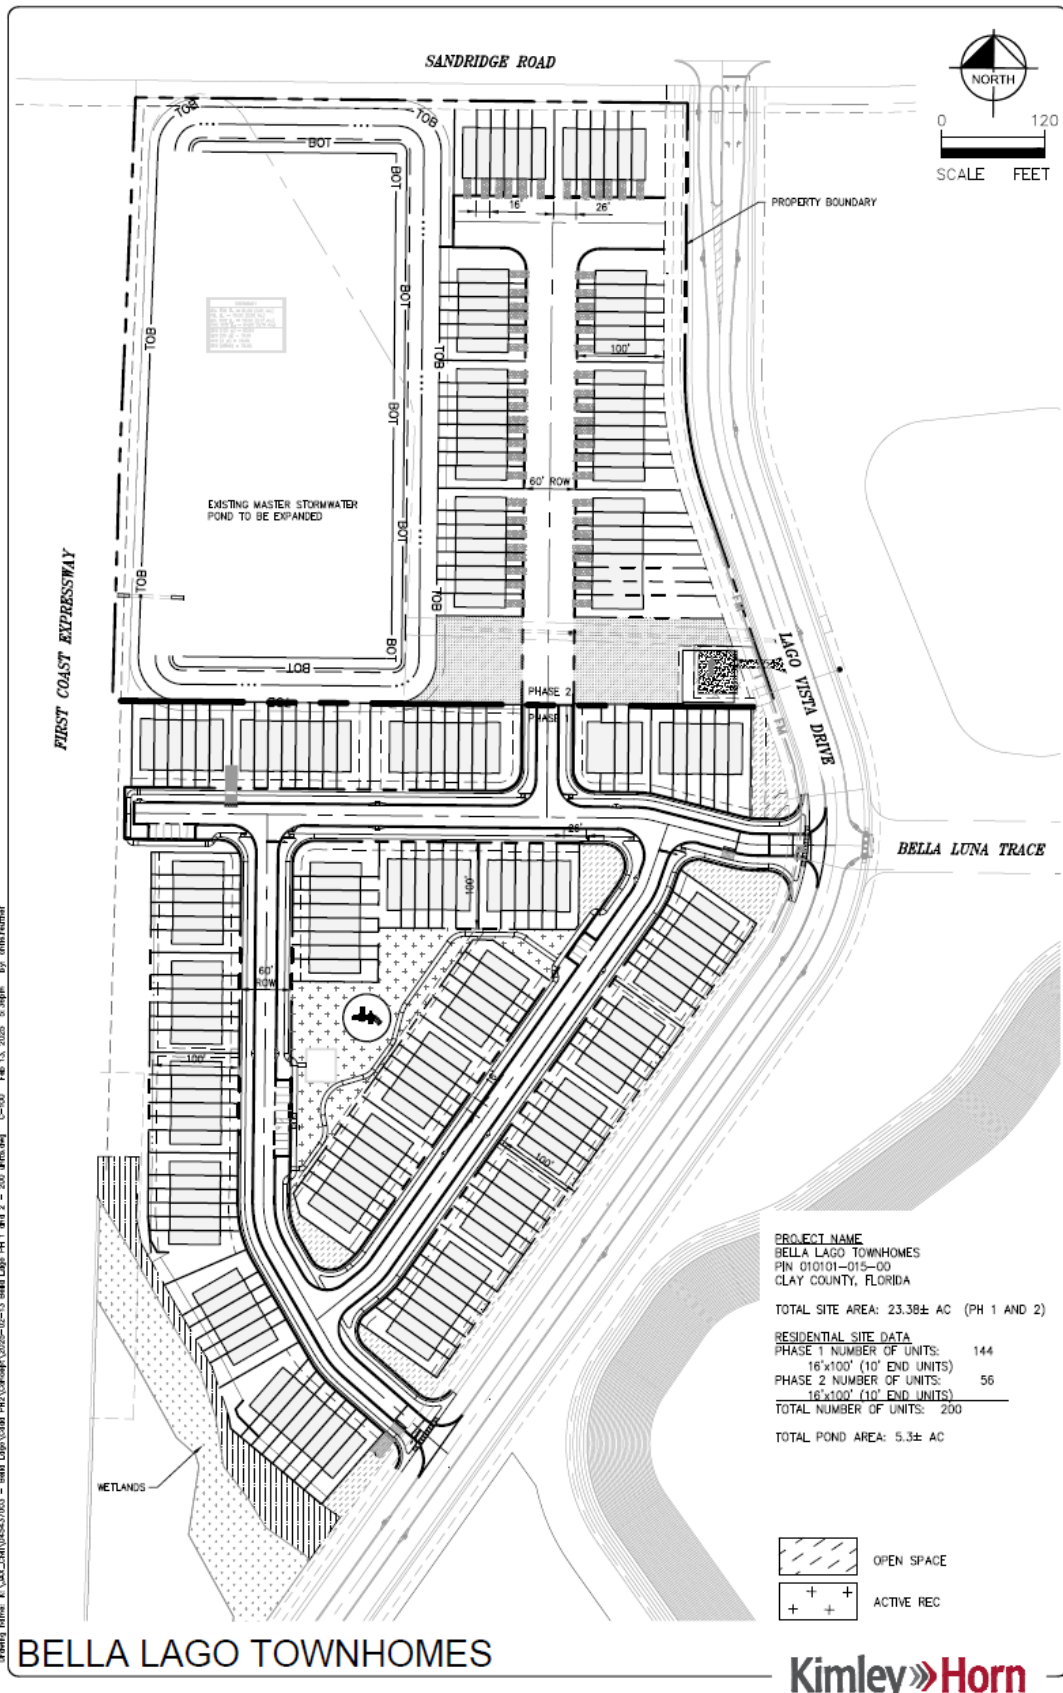 SANDRIDGE ROAD
NORTH
0 120
SCALE FEET
PROPERTY BOUNDARY
TOB
TOB
BOT
BOT
TOB
16'
26'
BOT
TOB
TOB
100'
BOT
60' ROW
EXISTING MASTER STORMWATER
POND TO BE EXPANDED
BOT
TOB
TOB
BOT
BOT
FIRST COAST EXPRESSWAY
FM
LAGO VISTA DRIVE
FM
PHASE 2
PHASE 1
26'
BELLA LUNA TRACE
100'
60'
ROW
100'
100'
WETLANDS
PROJECT NAME
BELLA LAGO TOWNHOMES
PIN 010101-015-00
CLAY COUNTY, FLORIDA
TOTAL SITE AREA: 23.38± AC (PH 1 AND 2)
RESIDENTIAL SITE DATA
PHASE 1 NUMBER OF UNITS: 144
16'x100' (10' END UNITS)
PHASE 2 NUMBER OF UNITS: 56
16'x100' (10' END UNITS)
TOTAL NUMBER OF UNITS: 200
TOTAL POND AREA: 5.3± AC
OPEN SPACE
ACTIVE REC
BELLA LAGO TOWNHOMES
Kimley»Horn